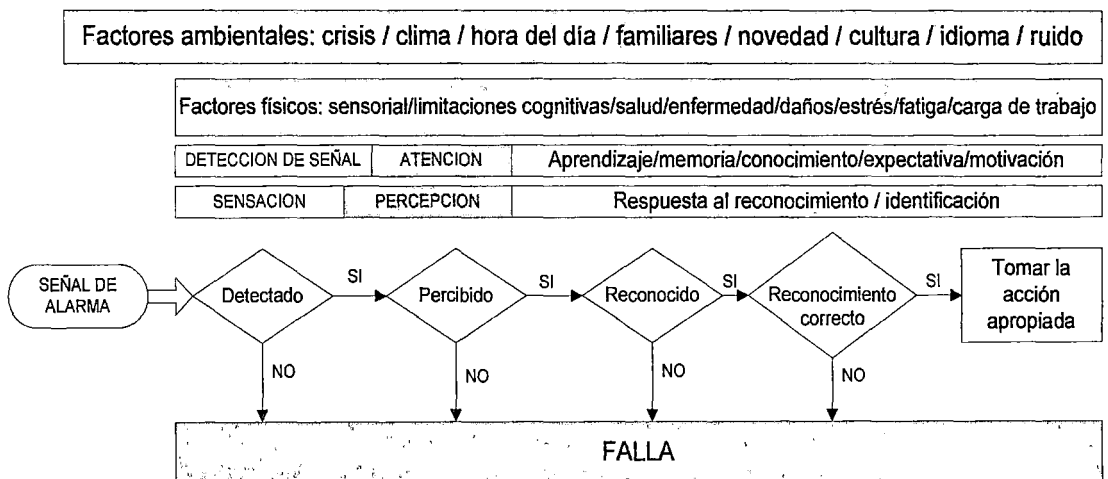 Factores ambientales: crisis / clima / hora del día / familiares / novedad / cultura / idioma / ruido
Factores físicos: sensorial/limitaciones cognitivas/salud/enfermedad/daños/estrés/fatiga/carga de trabajo
DETECCION DE SEÑAL
ATENCION
Aprendizaje/memoria/conocimiento/expectativa/motivación
SENSACION
PERCEPCION
Respuesta al reconocimiento / identificación
SEÑAL DE
ALARMA
Detectado
SI
Percibido
SI
Reconocido
SI
Reconocimiento
correcto
SI
Tomar la
acción
apropiada
NO
NO
NO
NO
FALLA